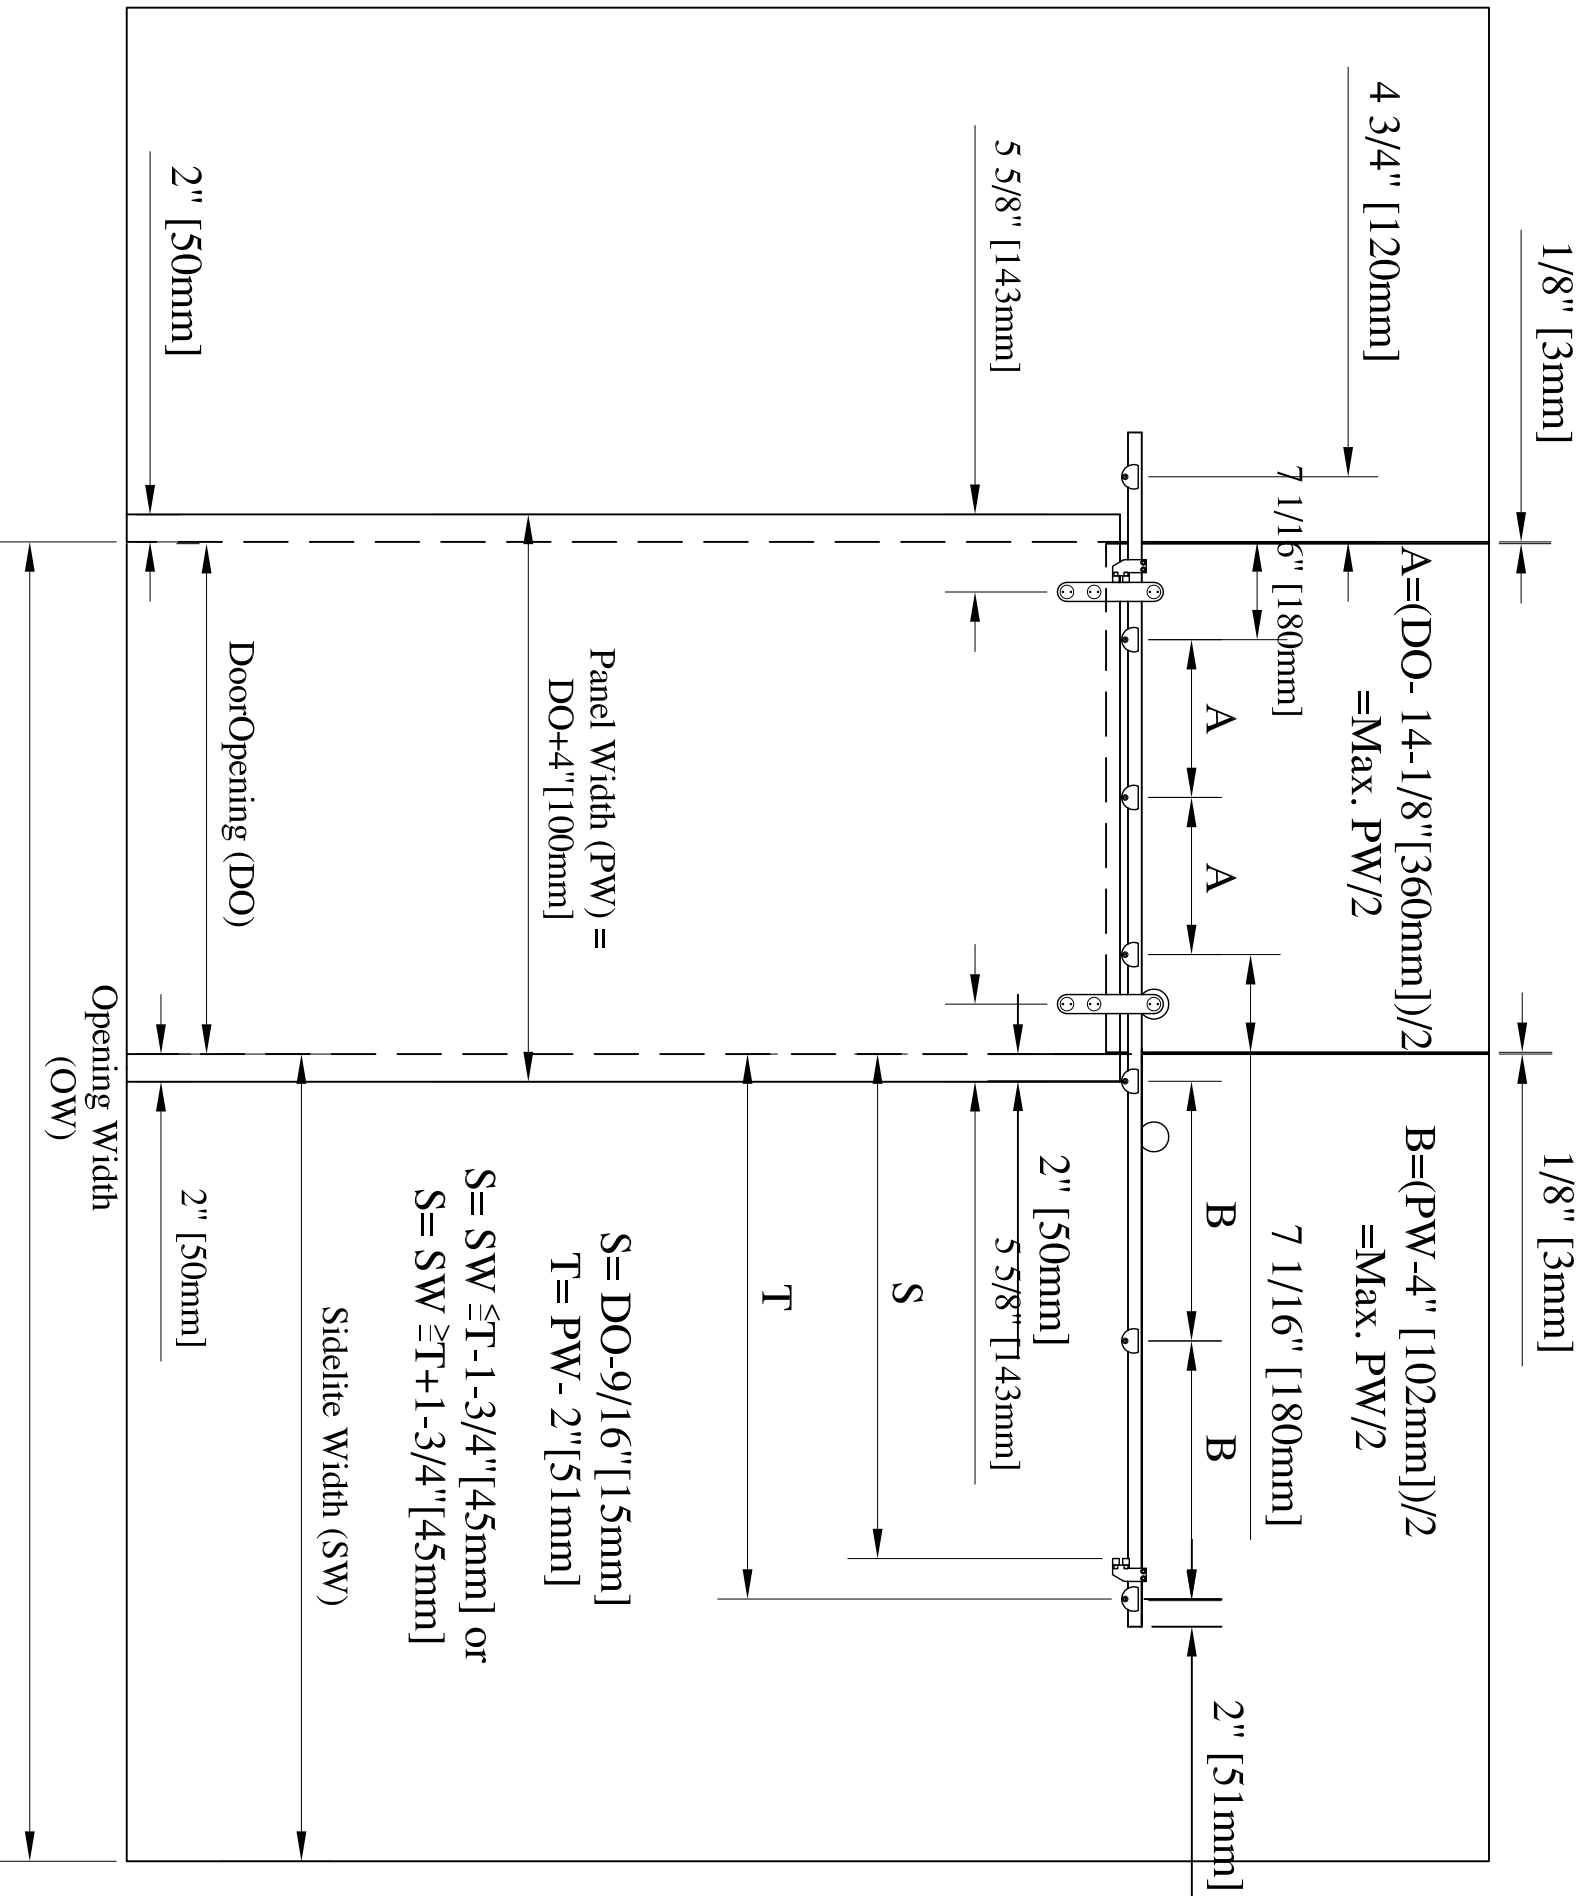 1/8" [3mm]
1/8" [3mm]
4 3/4" [120mm]
A=(DO- 14-1/8"[360mm])/2
=Max. PW/2
B=(PW-4" [102mm])/2
=Max. PW/2
7 1/16" [180mm]
7 1/16" [180mm]
A
A
B
B
2" [51mm]
2" [50mm]
5 5/8" [143mm]
5 5/8" [143mm]
S
T
Panel Width (PW) =
DO+4"[100mm]
S= DO-9/16"[15mm]
T= PW- 2"[51mm]
S= SW ≦T-1-3/4"[45mm] or
S= SW ≧T+1-3/4"[45mm]
Sidelite Width (SW)
DoorOpening (DO)
2" [50mm]
2" [50mm]
Opening Width
(OW)